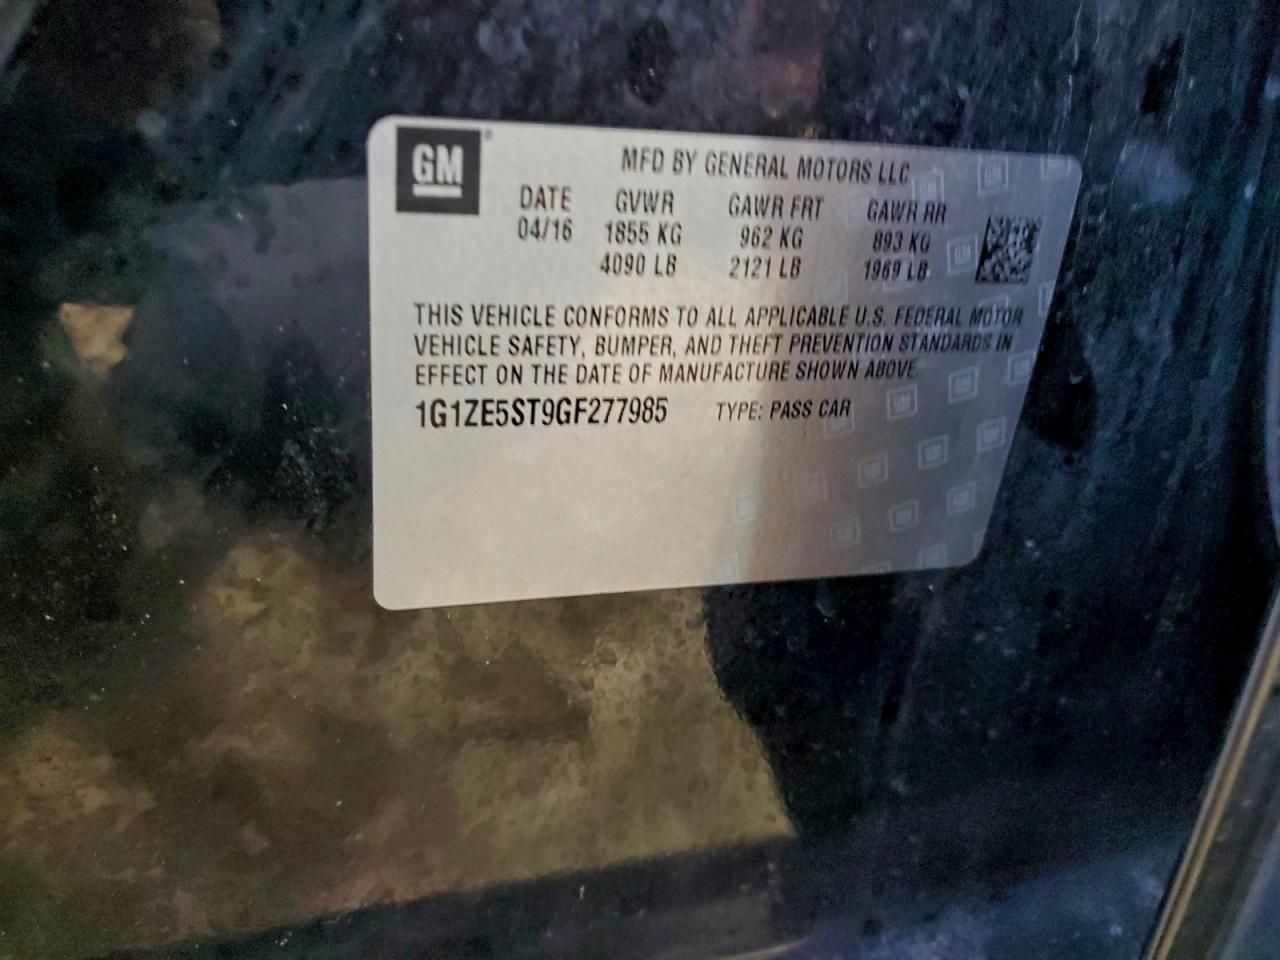 GM
MFD BY GENERAL MOTORS LLC
DATE GVWR GAWR FRT GAWR RR
04/16 1855 KG 962 KG 893 KG
4090 LB 2121 LB 1969 LB
THIS VEHICLE CONFORMS TO ALL APPLICABLE U.S. FEDERAL MOTOR
VEHICLE SAFETY, BUMPER, AND THEFT PREVENTION STANDARDS IN
EFFECT ON THE DATE OF MANUFACTURE SHOWN ABOVE.
1G1ZE5ST9GF277985 TYPE: PASS CAR